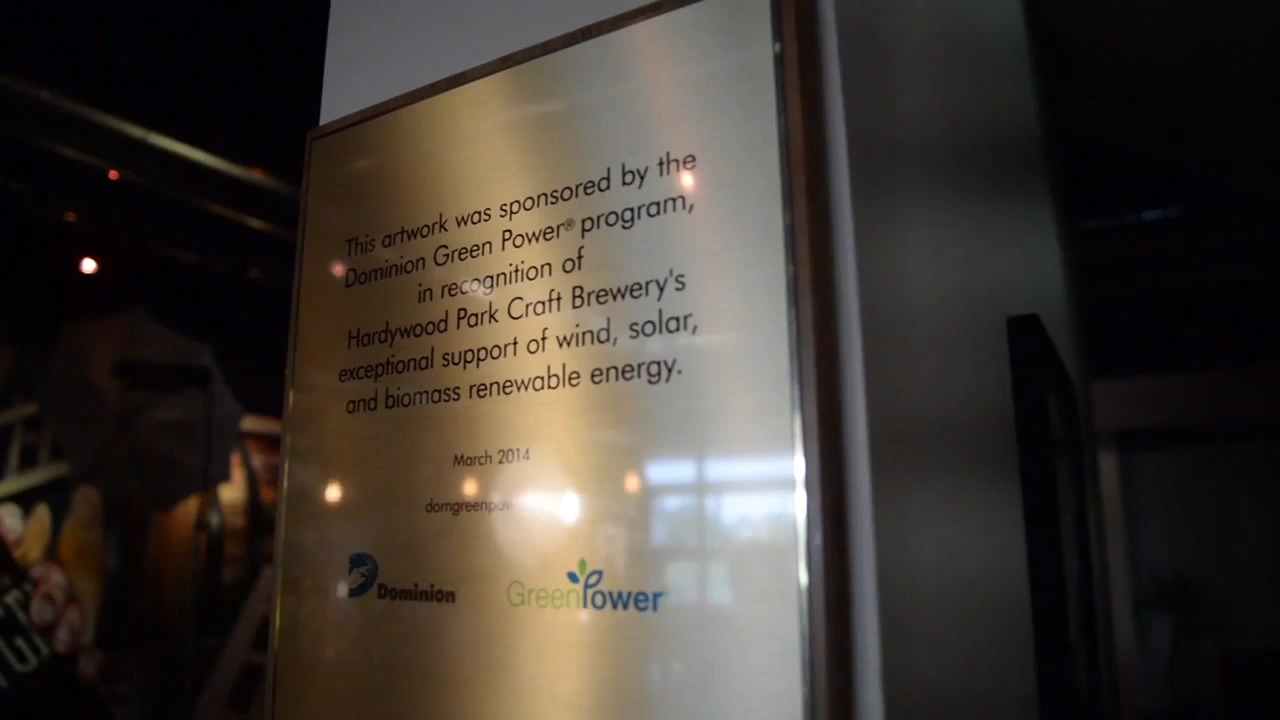 This artwork was sponsored by the
Dominion Green Power® program,
in recognition of
Hardywood Park Craft Brewery's
exceptional support of wind, solar,
and biomass renewable energy.
March 2014
Dominion
GreenPower